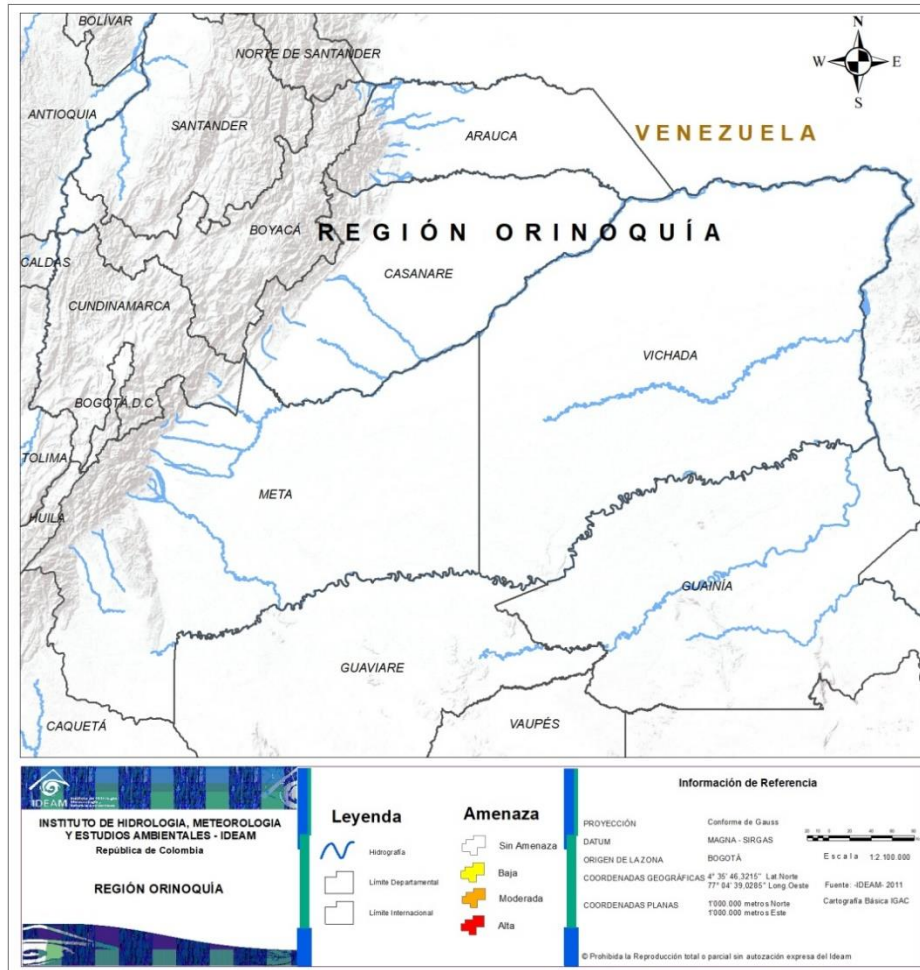 BOLÍVAR
NORTE DE SANTANDER
N
W E
S
ANTIOQUIA
SANTANDER
ARAUCA
VENEZUELA
BOYACÁ
REGIÓN ORINOQUÍA
CALDAS
CASANARE
CUNDINAMARCA
VICHADA
BOGOTÁ, D.C
TOLIMA
META
HUILA
GUAINÍA
GUAVIARE
CAQUETÁ
VAUPÉS
IDEAM
INSTITUTO DE HIDROLOGIA, METEOROLOGIA
Y ESTUDIOS AMBIENTALES - IDEAM
República de Colombia
REGIÓN ORINOQUÍA
Leyenda
Hidrografía
Límite Departamental
Límite Internacional
Amenaza
Sin Amenaza
Baja
Moderada
Alta
Información de Referencia
PROYECCIÓN Conforme de Gauss
DATUM MAGNA - SIRGAS
ORIGEN DE LA ZONA BOGOTÁ
Escala 1:2.100.000
COORDENADAS GEOGRÁFICAS 4° 35' 46,3215" Lat.Norte
77° 04' 39,0285" Long.Oeste
Fuente: -IDEAM- 2011
Cartografía Básica IGAC
COORDENADAS PLANAS 1'000.000 metros Norte
1'000.000 metros Este
© Prohibida la Reproducción total o parcial sin autozación expresa del Ideam